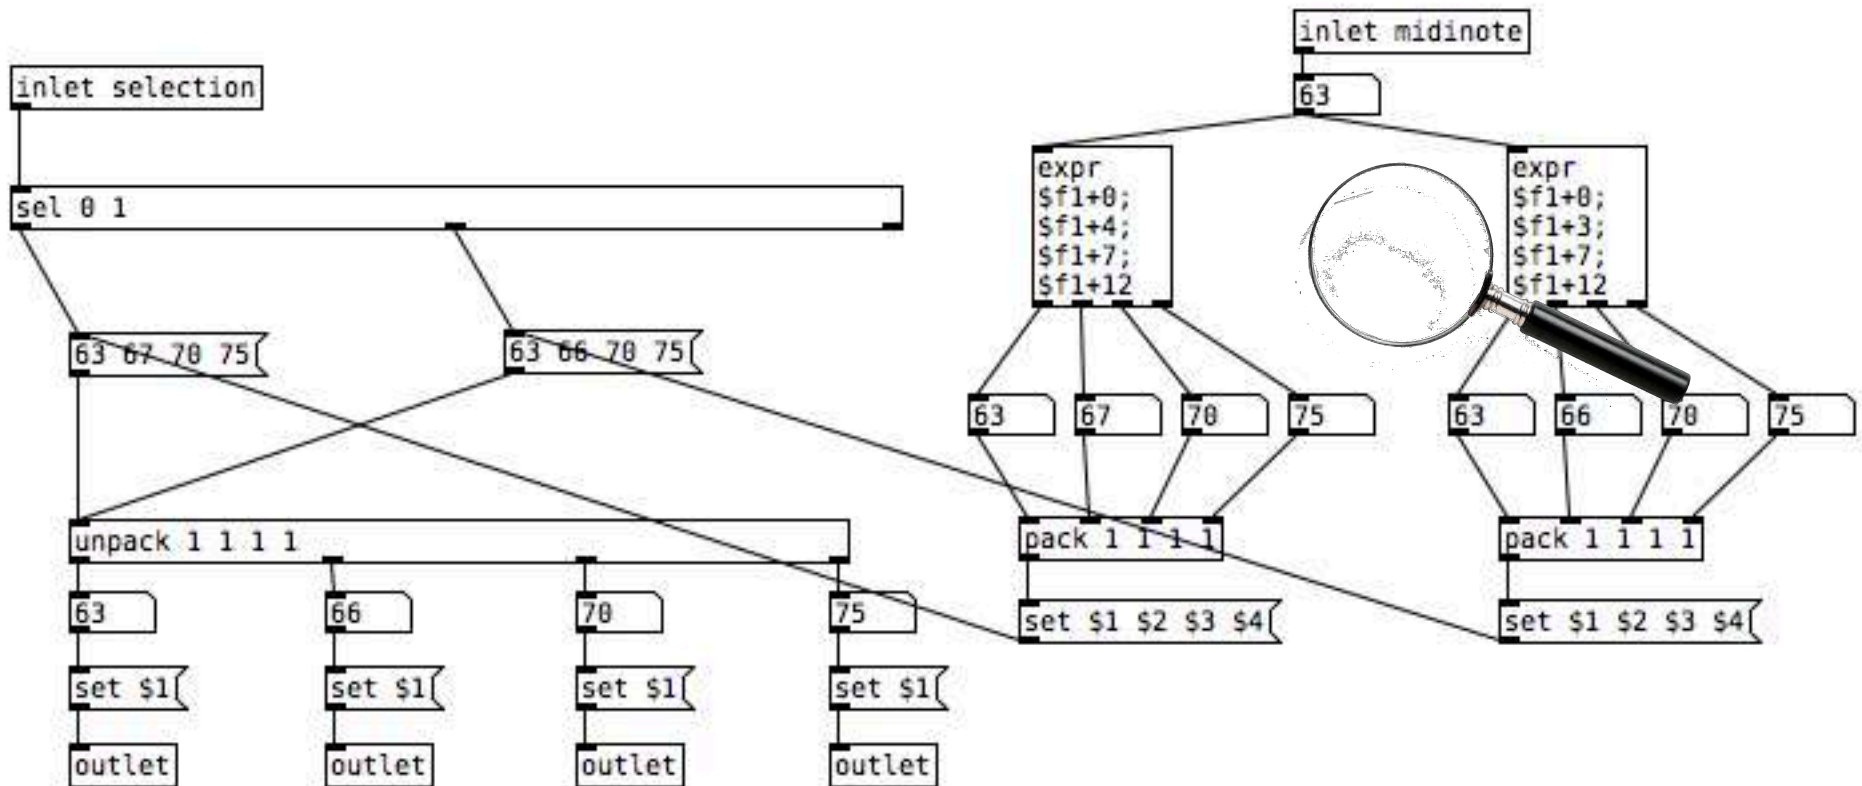 inlet midinote
inlet selection
63
sel 0 1
expr
$f1+0;
$f1+4;
$f1+7;
$f1+12
expr
$f1+0;
$f1+3;
$f1+7;
$f1+12
63 67 70 75
63 66 70 75
63
67
70
75
63
66
70
75
unpack 1 1 1 1
pack 1 1 1 1
pack 1 1 1 1
63
66
70
75
set $1 $2 $3 $4
set $1 $2 $3 $4
set $1
set $1
set $1
set $1
outlet
outlet
outlet
outlet